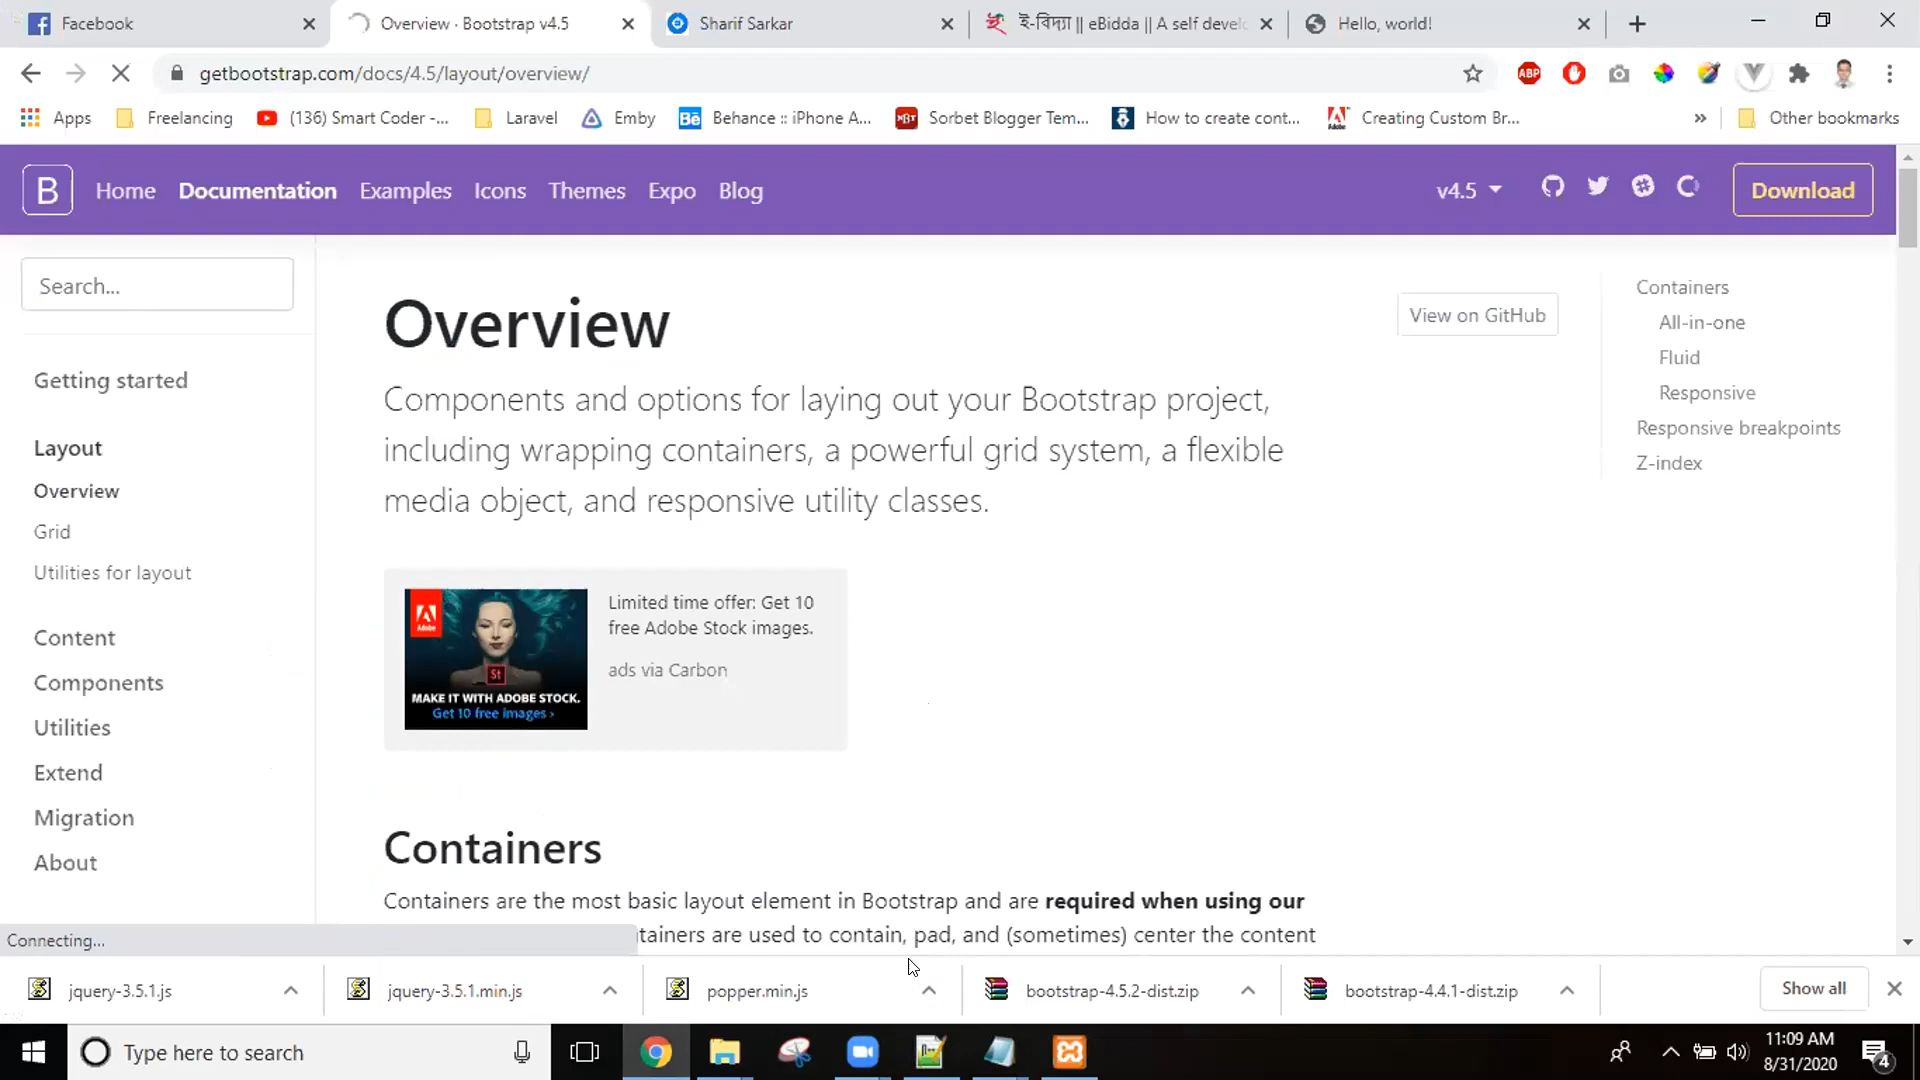 Facebook
Overview · Bootstrap v4.5
Sharif Sarkar
ই-বিদ্যা || eBidda || A self develo
Hello, world!
getbootstrap.com/docs/4.5/layout/overview/
ABP
Apps
Freelancing
(136) Smart Coder -...
Laravel
Emby
Bē
Behance :: iPhone A...
MBT
Sorbet Blogger Tem...
How to create cont...
Creating Custom Br...
»
Other bookmarks
B
Home
Documentation
Examples
Icons
Themes
Expo
Blog
v4.5
Download
Search...
Getting started
Layout
Overview
Grid
Utilities for layout
Content
Components
Utilities
Extend
Migration
About
Overview
View on GitHub
Components and options for laying out your Bootstrap project,
including wrapping containers, a powerful grid system, a flexible
media object, and responsive utility classes.
Adobe
St
MAKE IT WITH ADOBE STOCK.
Get 10 free images ›
Limited time offer: Get 10
free Adobe Stock images.
ads via Carbon
Containers
Containers are the most basic layout element in Bootstrap and are required when using our
tainers are used to contain, pad, and (sometimes) center the content
Containers
All-in-one
Fluid
Responsive
Responsive breakpoints
Z-index
Connecting...
jquery-3.5.1.js
jquery-3.5.1.min.js
popper.min.js
bootstrap-4.5.2-dist.zip
bootstrap-4.4.1-dist.zip
Show all
Type here to search
11:09 AM
8/31/2020
4